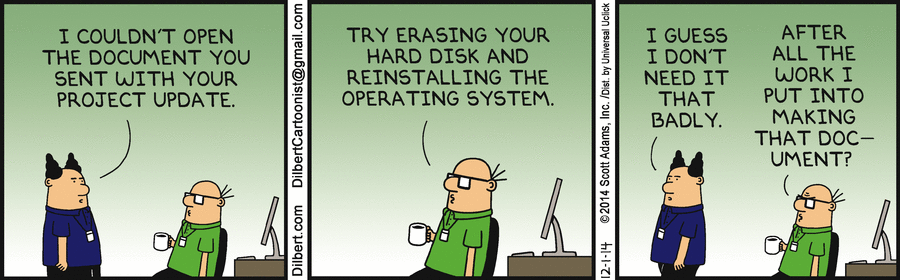 I COULDN'T OPEN
THE DOCUMENT YOU
SENT WITH YOUR
PROJECT UPDATE.
Dilbert.com DilbertCartoonist@gmail.com
TRY ERASING YOUR
HARD DISK AND
REINSTALLING THE
OPERATING SYSTEM.
12-1-14 ©2014 Scott Adams, Inc. /Dist. by Universal Uclick
I GUESS
I DON'T
NEED IT
THAT
BADLY.
AFTER
ALL THE
WORK I
PUT INTO
MAKING
THAT DOC-
UMENT?